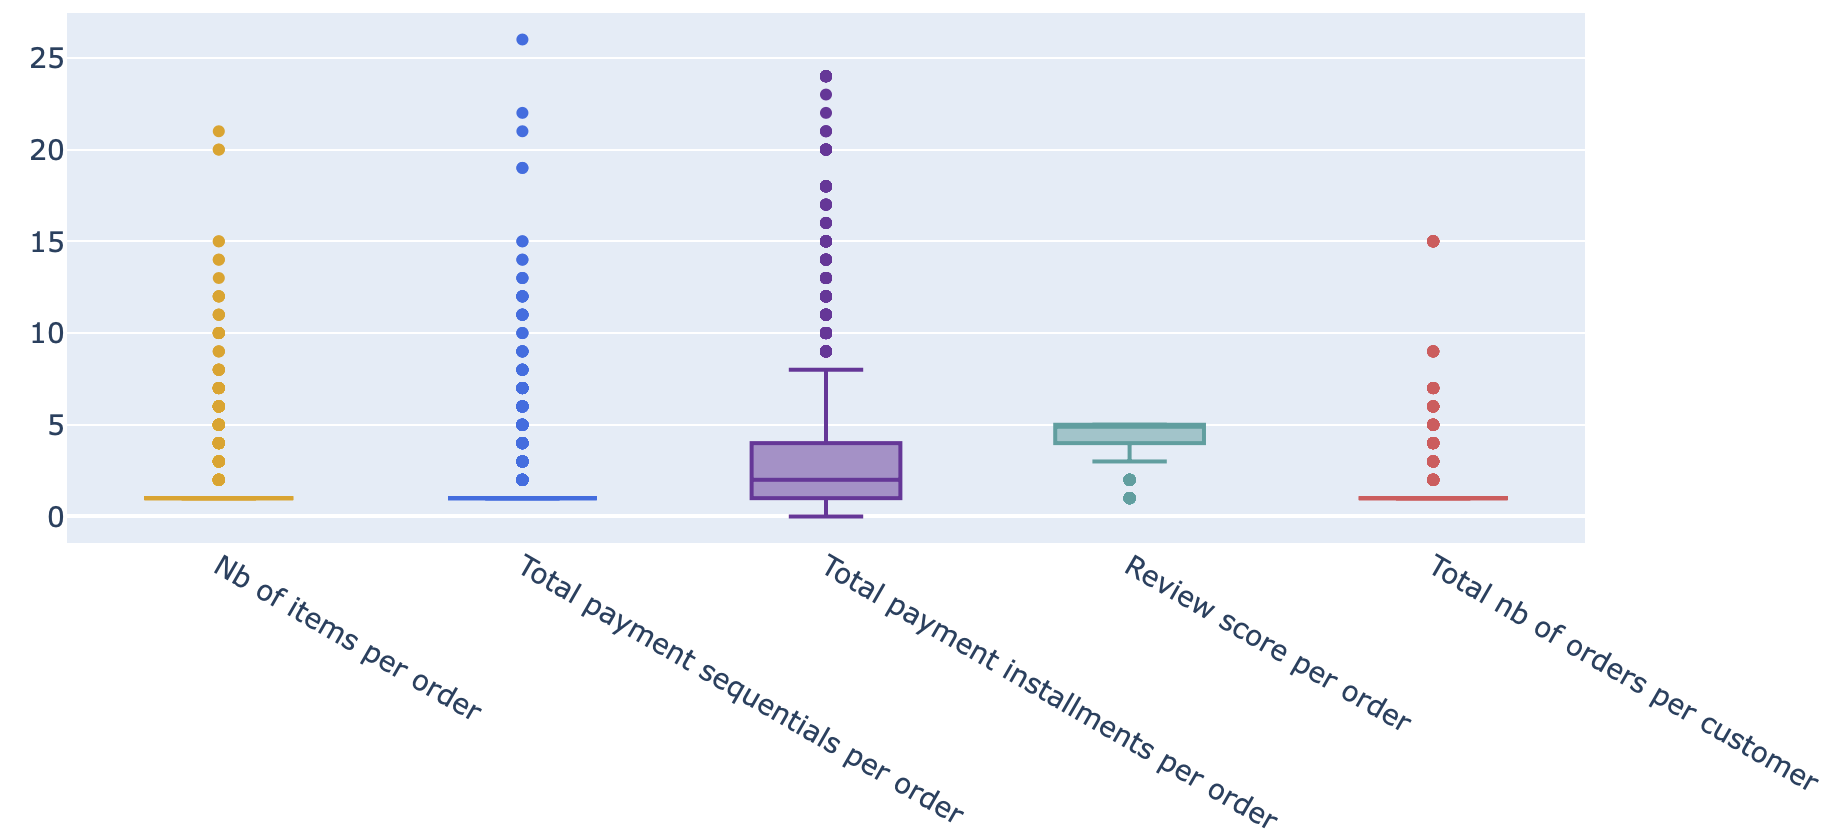 25
20
15
10
5
0
Nb of items per order
Total payment sequentials per order
Total payment installments per order
Review score per order
Total nb of orders per customer